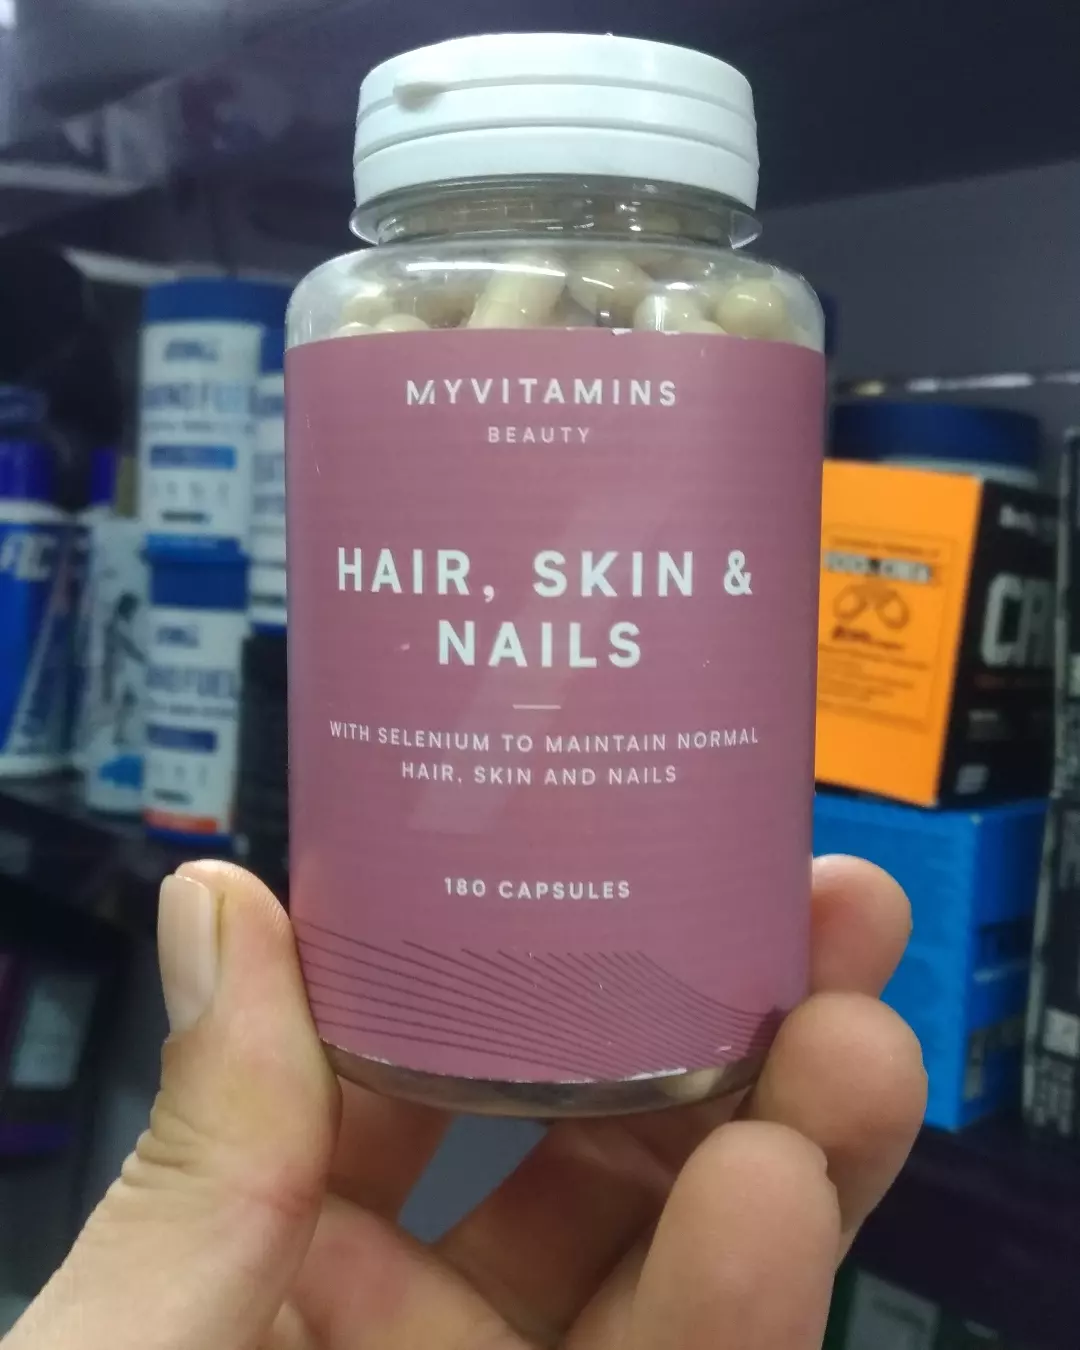 MYVITAMINS
BEAUTY
HAIR, SKIN &
NAILS
WITH SELENIUM TO MAINTAIN NORMAL
HAIR, SKIN AND NAILS
180 CAPSULES